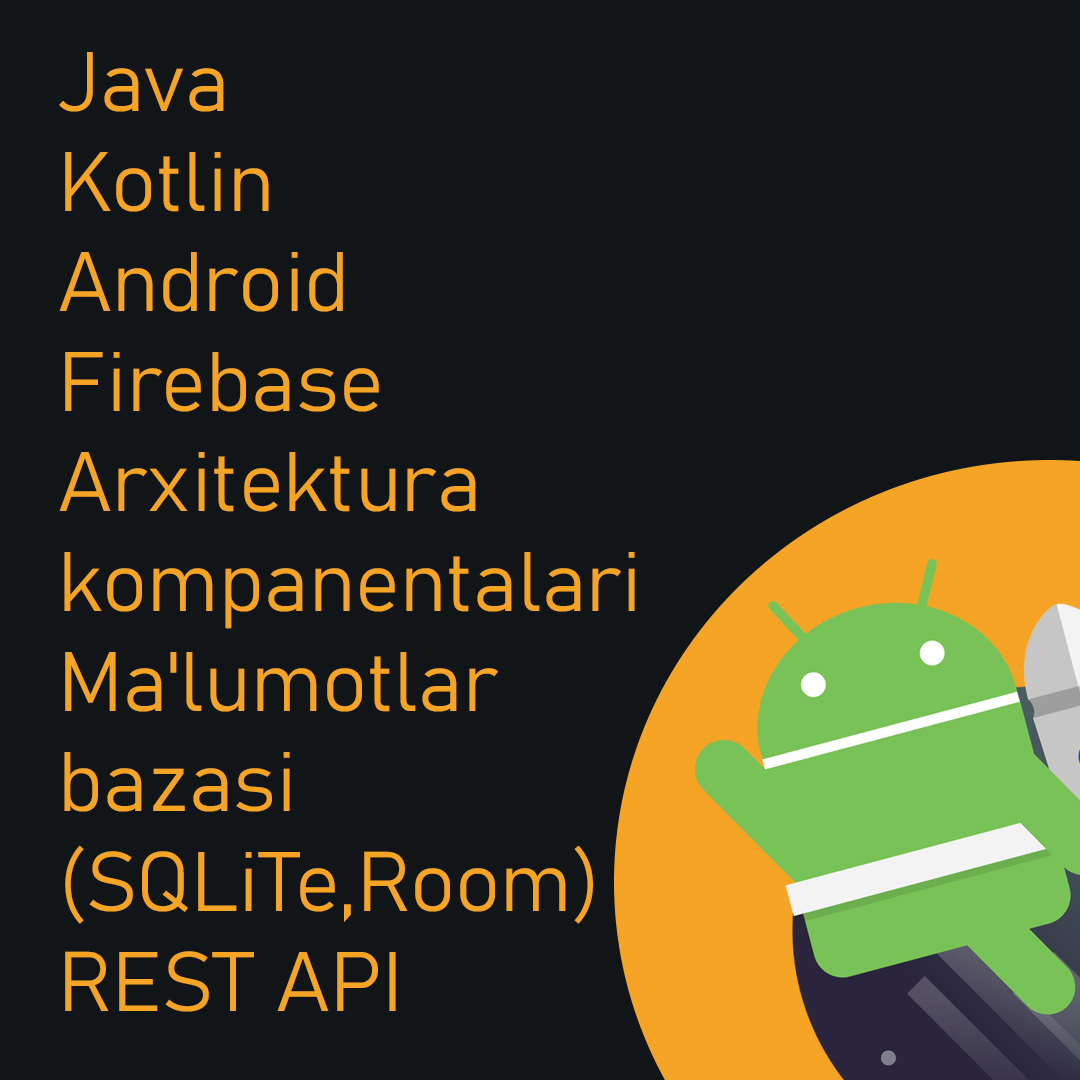 Java
Kotlin
Android
Firebase
Arxitektura
kompanentalari
Ma'lumotlar
bazasi
(SQLiTe,Room)
REST API